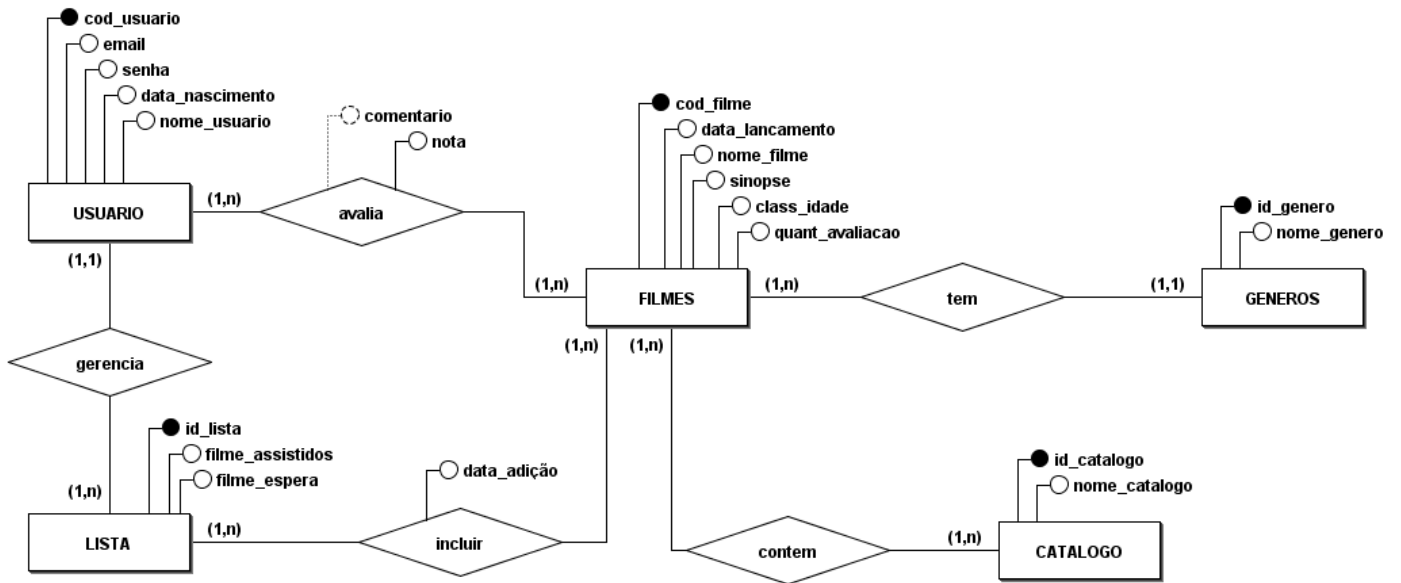 cod_usuario
email
senha
data_nascimento
nome_usuario
USUARIO
(1,n)
comentario
nota
avalia
(1,n)
cod_filme
data_lancamento
nome_filme
sinopse
class_idade
quant_avaliacao
FILMES
(1,n)
tem
(1,1)
id_genero
nome_genero
GENEROS
(1,1)
gerencia
(1,n)
id_lista
filme_assistidos
filme_espera
LISTA
(1,n)
data_adição
incluir
(1,n)
(1,n)
contem
(1,n)
id_catalogo
nome_catalogo
CATALOGO